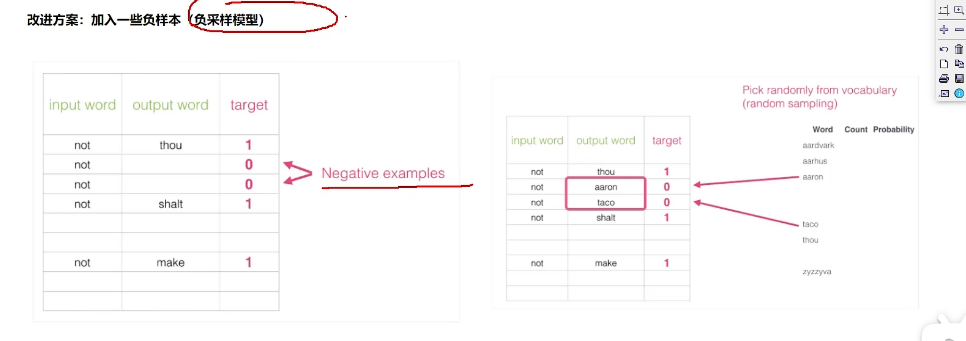 改进方案：加入一些负样本（负采样模型）
input word output word target
not thou 1
not 0
not 0
not shalt 1
not make 1
Negative examples
Pick randomly from vocabulary
(random sampling)
input word output word target
not thou 1
not aaron 0
not taco 0
not shalt 1
not make 1
Word Count Probability
aardvark
aarhus
aaron
taco
thou
zyzzyva